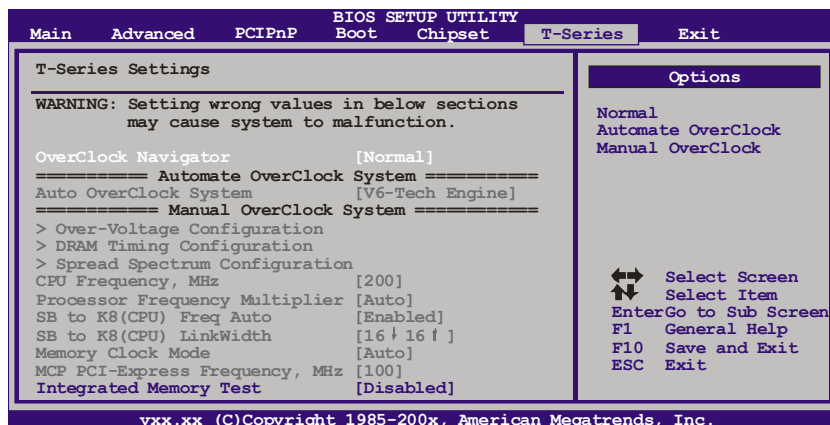 BIOS SETUP UTILITY
Main Advanced PCIPnP Boot Chipset T-Series Exit
T-Series Settings
WARNING: Setting wrong values in below sections
may cause system to malfunction.
OverClock Navigator [Normal]
=========== Automate OverClock System ===========
Auto OverClock System [V6-Tech Engine]
============ Manual OverClock System ============
> Over-Voltage Configuration
> DRAM Timing Configuration
> Spread Spectrum Configuration
CPU Frequency, MHz [200]
Processor Frequency Multiplier [Auto]
SB to K8(CPU) Freq Auto [Enabled]
SB to K8(CPU) LinkWidth [16↓16↑]
Memory Clock Mode [Auto]
MCP PCI-Express Frequency, MHz [100]
Integrated Memory Test [Disabled]
Options
Normal
Automate OverClock
Manual OverClock
Select Screen
Select Item
EnterGo to Sub Screen
F1 General Help
F10 Save and Exit
ESC Exit
vxx.xx (C)Copyright 1985-200x, American Megatrends, Inc.